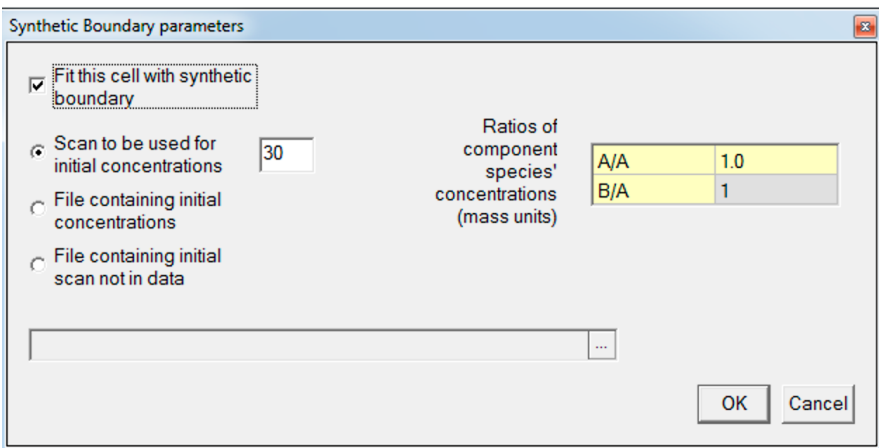 Synthetic Boundary parameters
Fit this cell with synthetic
boundary
Scan to be used for
initial concentrations
30
File containing initial
concentrations
File containing initial
scan not in data
Ratios of
component
species'
concentrations
(mass units)
A/A 1.0
B/A 1
...
OK Cancel